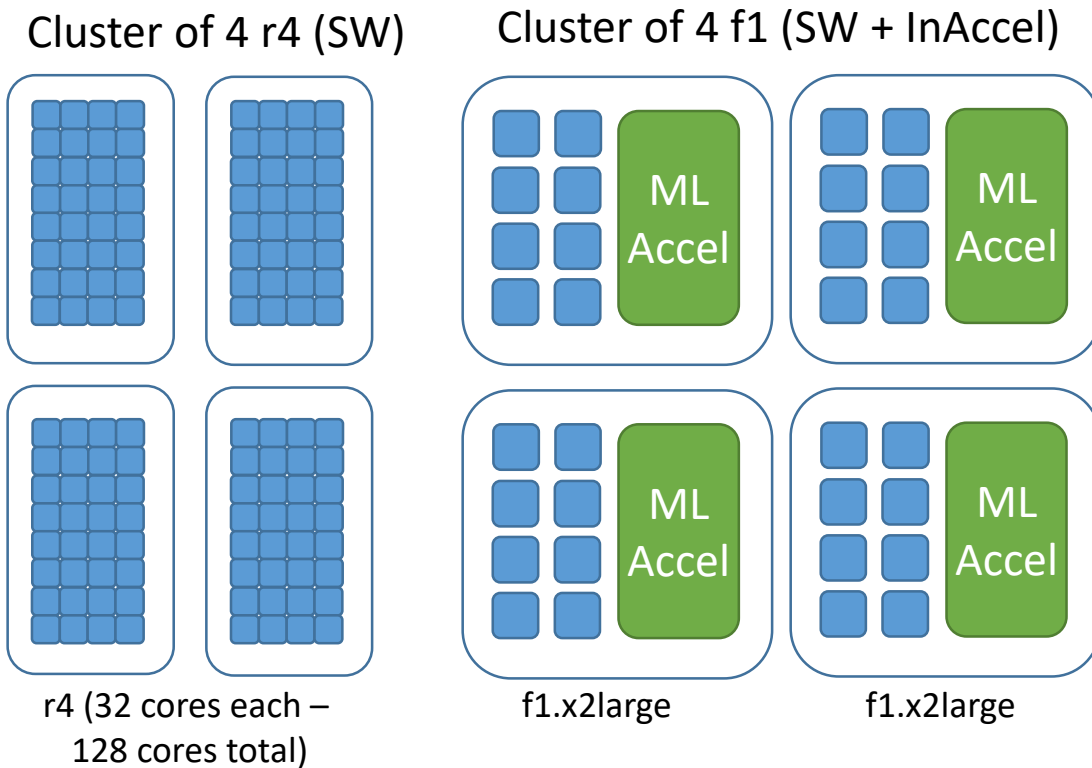 Cluster of 4 r4 (SW)
Cluster of 4 f1 (SW + InAccel)
ML
Accel
ML
Accel
ML
Accel
ML
Accel
r4 (32 cores each –
128 cores total)
f1.x2large
f1.x2large